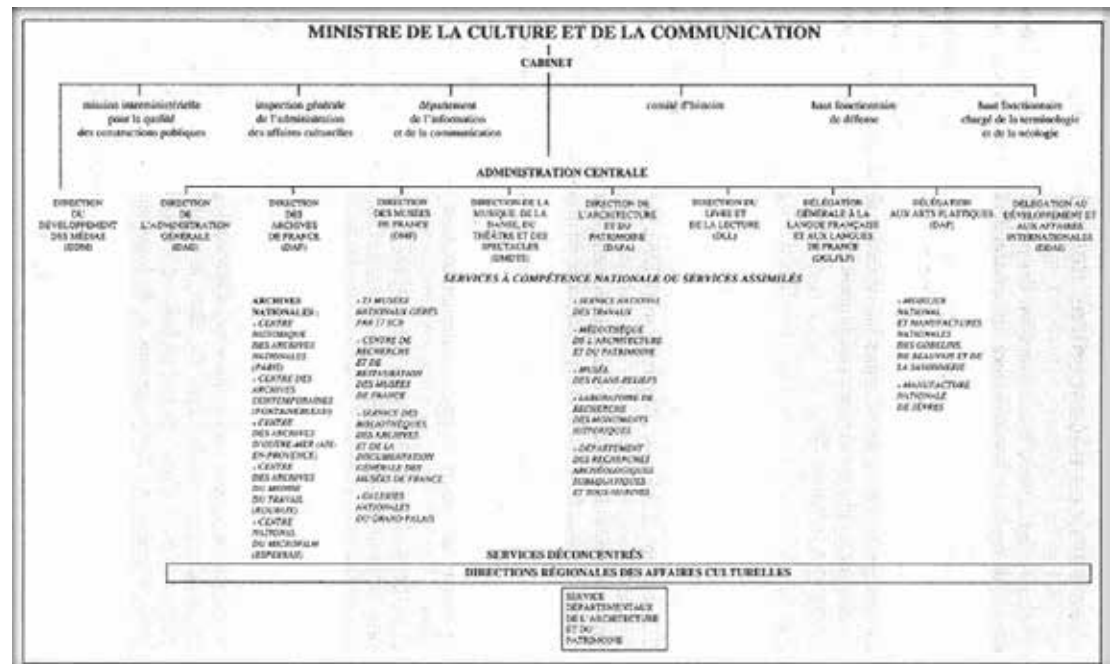 MINISTRE DE LA CULTURE ET DE LA COMMUNICATION
CABINET
mission interministérielle
pour la qualité
des constructions publiques
inspection générale
de l'administration
des affaires culturelles
département
de l'information
et de la communication
comité d'histoire
haut fonctionnaire
de défense
haut fonctionnaire
chargé de la terminologie
et de la néologie
ADMINISTRATION CENTRALE
DIRECTION
DU
DÉVELOPPEMENT
DES MÉDIAS
(DDM)
DIRECTION
DE
L'ADMINISTRATION
GÉNÉRALE
DIRECTION
DES
ARCHIVES
DE FRANCE
(DAF)
DIRECTION
DES MUSÉES
DE FRANCE
(DMF)
DIRECTION DE LA
MUSIQUE, DE LA
DANSE, DU
THÉÂTRE ET DES
SPECTACLES
(DMDTS)
DIRECTION DE
L'ARCHITECTURE
ET DU
PATRIMOINE
(DAPA)
DIRECTION DU
LIVRE ET
DE LA LECTURE
(DLL)
DÉLÉGATION
GÉNÉRALE À LA
LANGUE FRANÇAISE
ET AUX LANGUES
DE FRANCE
(DGLFLF)
DÉLÉGATION
AUX ARTS PLASTIQUES
(DAP)
DÉLÉGATION AU
DÉVELOPPEMENT ET
AUX AFFAIRES
INTERNATIONALES
(DDAI)
SERVICES À COMPÉTENCE NATIONALE OU SERVICES ASSIMILÉS
ARCHIVES
NATIONALES :
- CENTRE
HISTORIQUE
DES ARCHIVES
NATIONALES
(PARIS)
- CENTRE DES
ARCHIVES
CONTEMPORAINES
(FONTAINEBLEAU)
- CENTRE
DES ARCHIVES
D'OUTRE-MER (AIX-
EN-PROVENCE)
- CENTRE
DES ARCHIVES
DU MONDE
DU TRAVAIL
(ROUBAIX)
- CENTRE
NATIONAL
DU MICROFILM
(ESPEYRAN)
MUSÉES
NATIONAUX GÉRÉS
PAR 17 SCN
- CENTRE DE
RECHERCHE
ET DE
RESTAURATION
DES MUSÉES
DE FRANCE
- SERVICE DES
BIBLIOTHÈQUES,
DES ARCHIVES
ET DE LA
DOCUMENTATION
GÉNÉRALE DES
MUSÉES DE FRANCE
- GALERIES
NATIONALES
DU GRAND-PALAIS
- SERVICE NATIONAL
DES TRAVAUX
- MÉDIATHÈQUE
DE L'ARCHITECTURE
ET DU PATRIMOINE
- MUSÉE
DES PLANS-RELIEFS
- LABORATOIRE DE
RECHERCHE
DES MONUMENTS
HISTORIQUES
- DÉPARTEMENT
DES RECHERCHES
ARCHÉOLOGIQUES
SUBAQUATIQUES
ET SOUS-MARINES
- MOBILIER
NATIONAL
ET MANUFACTURES
NATIONALES
DES GOBELINS,
DE BEAUVAIS ET DE
LA SAVONNERIE
- MANUFACTURE
NATIONALE
DE SÈVRES
SERVICES DÉCONCENTRÉS
DIRECTIONS RÉGIONALES DES AFFAIRES CULTURELLES
SERVICE
DÉPARTEMENTAUX
DE L'ARCHITECTURE
ET DU
PATRIMOINE